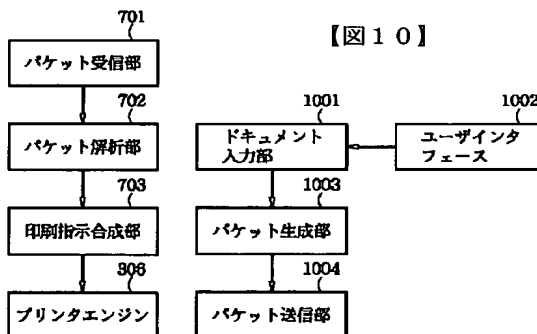 701
パケット受信部
702
パケット解析部
703
印刷指示合成部
306
プリンタエンジン
【図１０】
1001
ドキュメント
入力部
1002
ユーザインタ
フェース
1003
パケット生成部
1004
パケット送信部